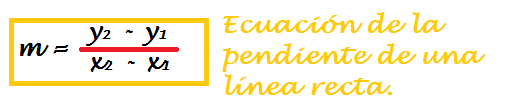 m = y₂ - y₁ / x₂ - x₁
Ecuación de la
pendiente de una
línea recta.